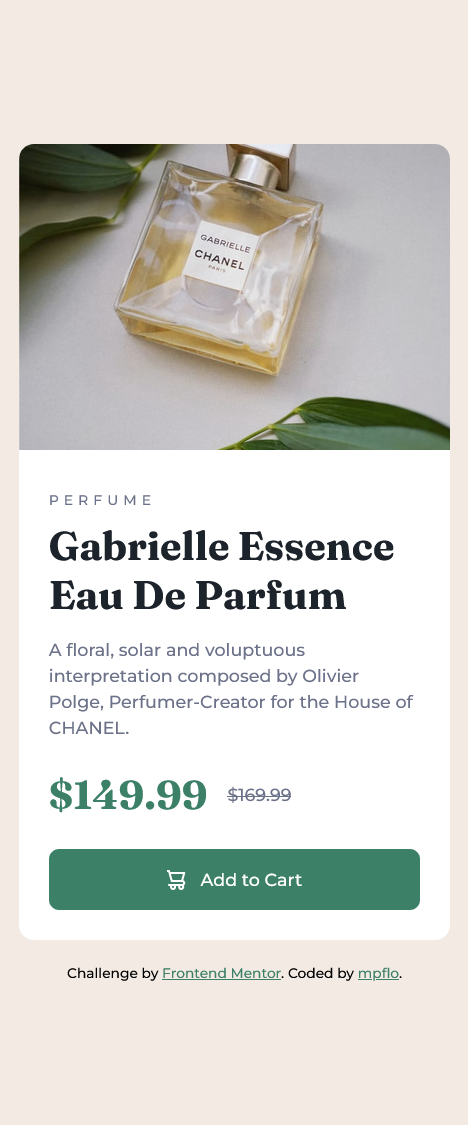 GABRIELLE
CHANEL
PARIS
PERFUME
Gabrielle Essence
Eau De Parfum
A floral, solar and voluptuous
interpretation composed by Olivier
Polge, Perfumer-Creator for the House of
CHANEL.
$149.99 $169.99
Add to Cart
Challenge by Frontend Mentor. Coded by mpflo.